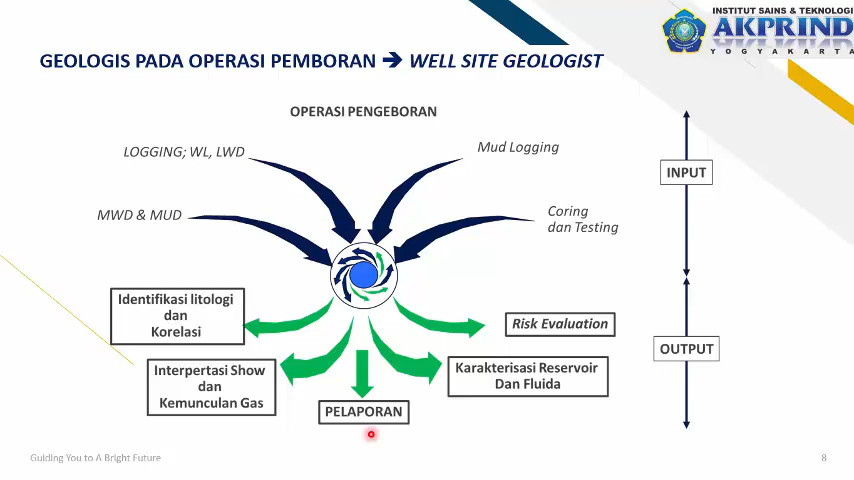 INSTITUT SAINS & TEKNOLOGI
AKPRIND
YOGYAKARTA
GEOLOGIS PADA OPERASI PEMBORAN ➔ WELL SITE GEOLOGIST
OPERASI PENGEBORAN
LOGGING; WL, LWD
Mud Logging
INPUT
MWD & MUD
Coring
dan Testing
Identifikasi litologi
dan
Korelasi
Risk Evaluation
OUTPUT
Interpertasi Show
dan
Kemunculan Gas
Karakterisasi Reservoir
Dan Fluida
PELAPORAN
Guiding You to A Bright Future
8